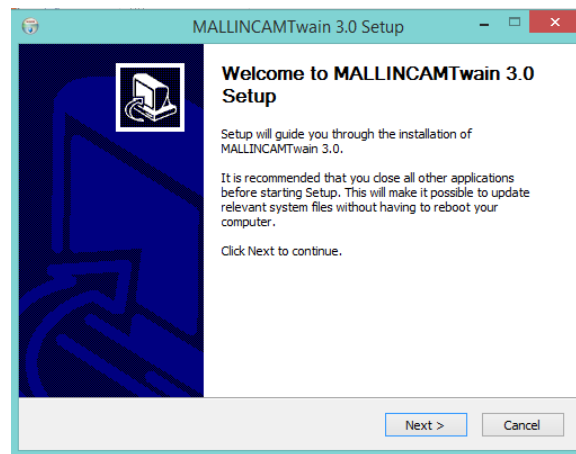 MALLINCAMTwain 3.0 Setup
Welcome to MALLINCAMTwain 3.0
Setup
Setup will guide you through the installation of
MALLINCAMTwain 3.0.
It is recommended that you close all other applications
before starting Setup. This will make it possible to update
relevant system files without having to reboot your
computer.
Click Next to continue.
Next >
Cancel